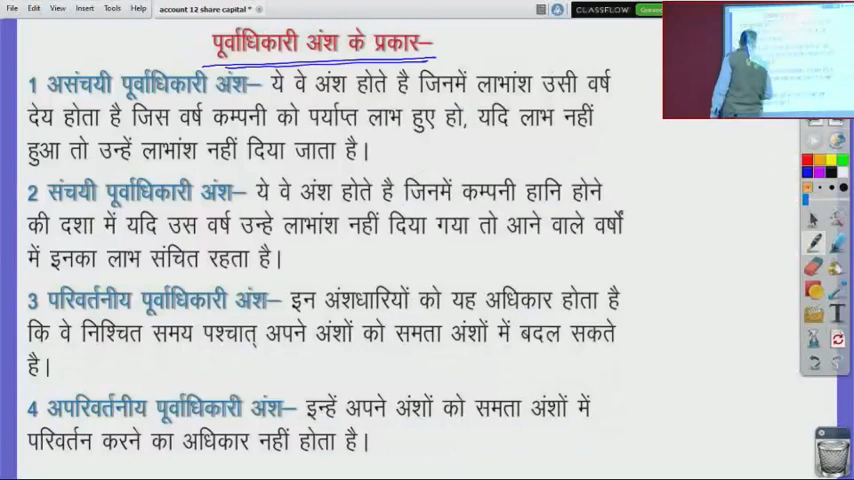 File Edit View Tools Help
account 12 share capital *
CLASSFLOW
पूर्वाधिकारी अंश के प्रकार–
1 असंचयी पूर्वाधिकारी अंश– ये वे अंश होते है जिनमें लाभांश उसी वर्ष
देय होता है जिस वर्ष कम्पनी को पर्याप्त लाभ हुए हो, यदि लाभ नहीं
हुआ तो उन्हें लाभांश नहीं दिया जाता है।
2 संचयी पूर्वाधिकारी अंश– ये वे अंश होते है जिनमें कम्पनी हानि होने
की दशा में यदि उस वर्ष उन्हे लाभांश नहीं दिया गया तो आने वाले वर्षों
में इनका लाभ संचित रहता है।
3 परिवर्तनीय पूर्वाधिकारी अंश– इन अंशधारियों को यह अधिकार होता है
कि वे निश्चित समय पश्चात् अपने अंशों को समता अंशों में बदल सकते
है।
4 अपरिवर्तनीय पूर्वाधिकारी अंश– इन्हें अपने अंशों को समता अंशों में
परिवर्तन करने का अधिकार नहीं होता है।